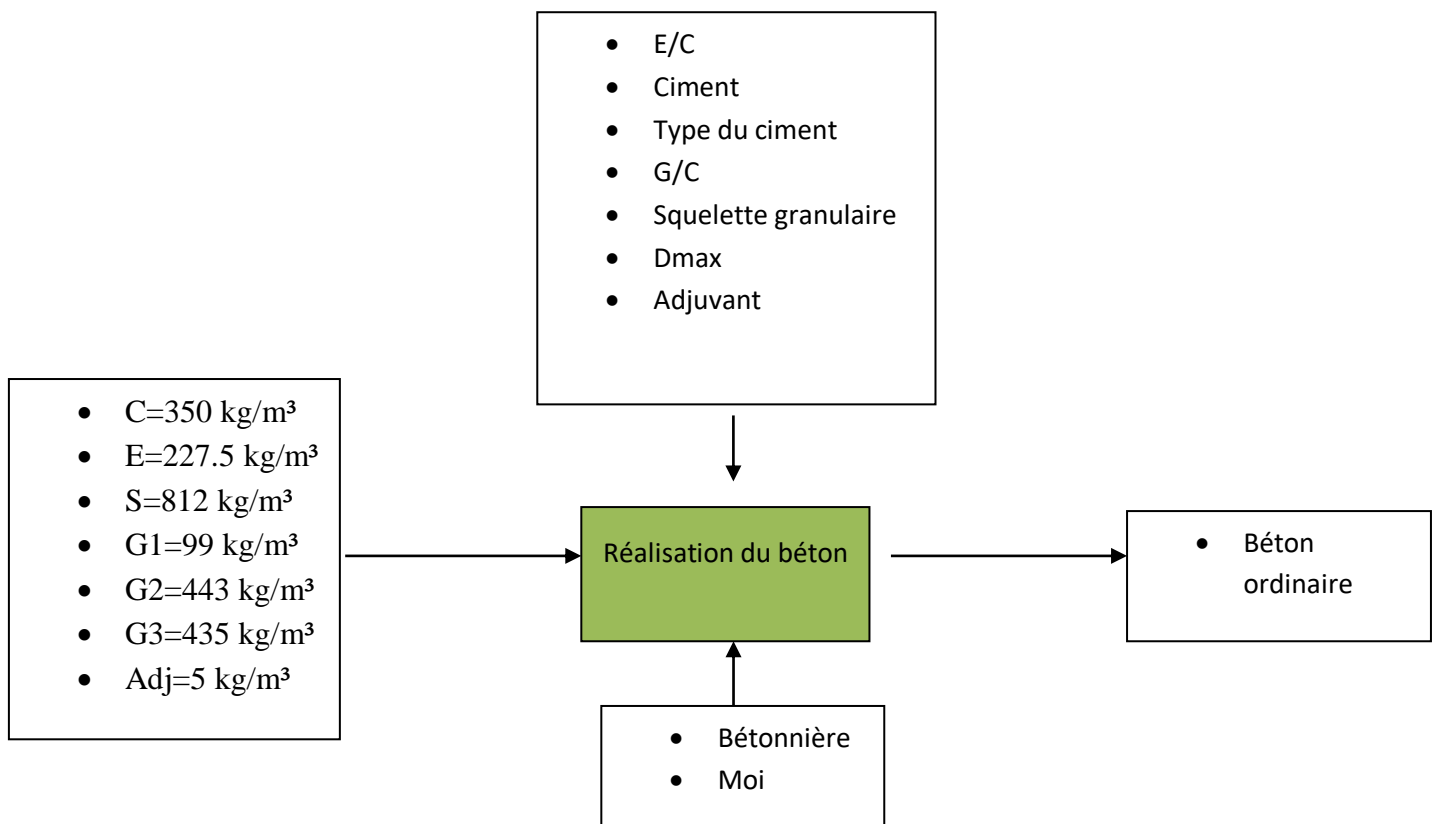 • E/C
• Ciment
• Type du ciment
• G/C
• Squelette granulaire
• Dmax
• Adjuvant
• C=350 kg/m³
• E=227.5 kg/m³
• S=812 kg/m³
• G1=99 kg/m³
• G2=443 kg/m³
• G3=435 kg/m³
• Adj=5 kg/m³
Réalisation du béton
• Béton
ordinaire
• Bétonnière
• Moi